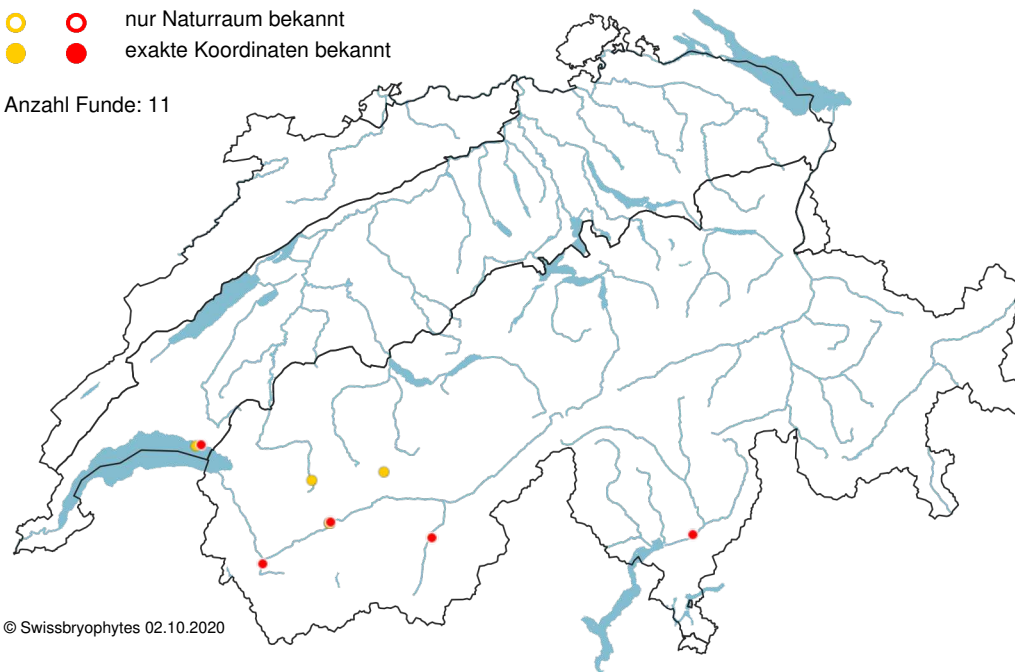 nur Naturraum bekannt
exakte Koordinaten bekannt
Anzahl Funde: 11
© Swissbryophytes 02.10.2020